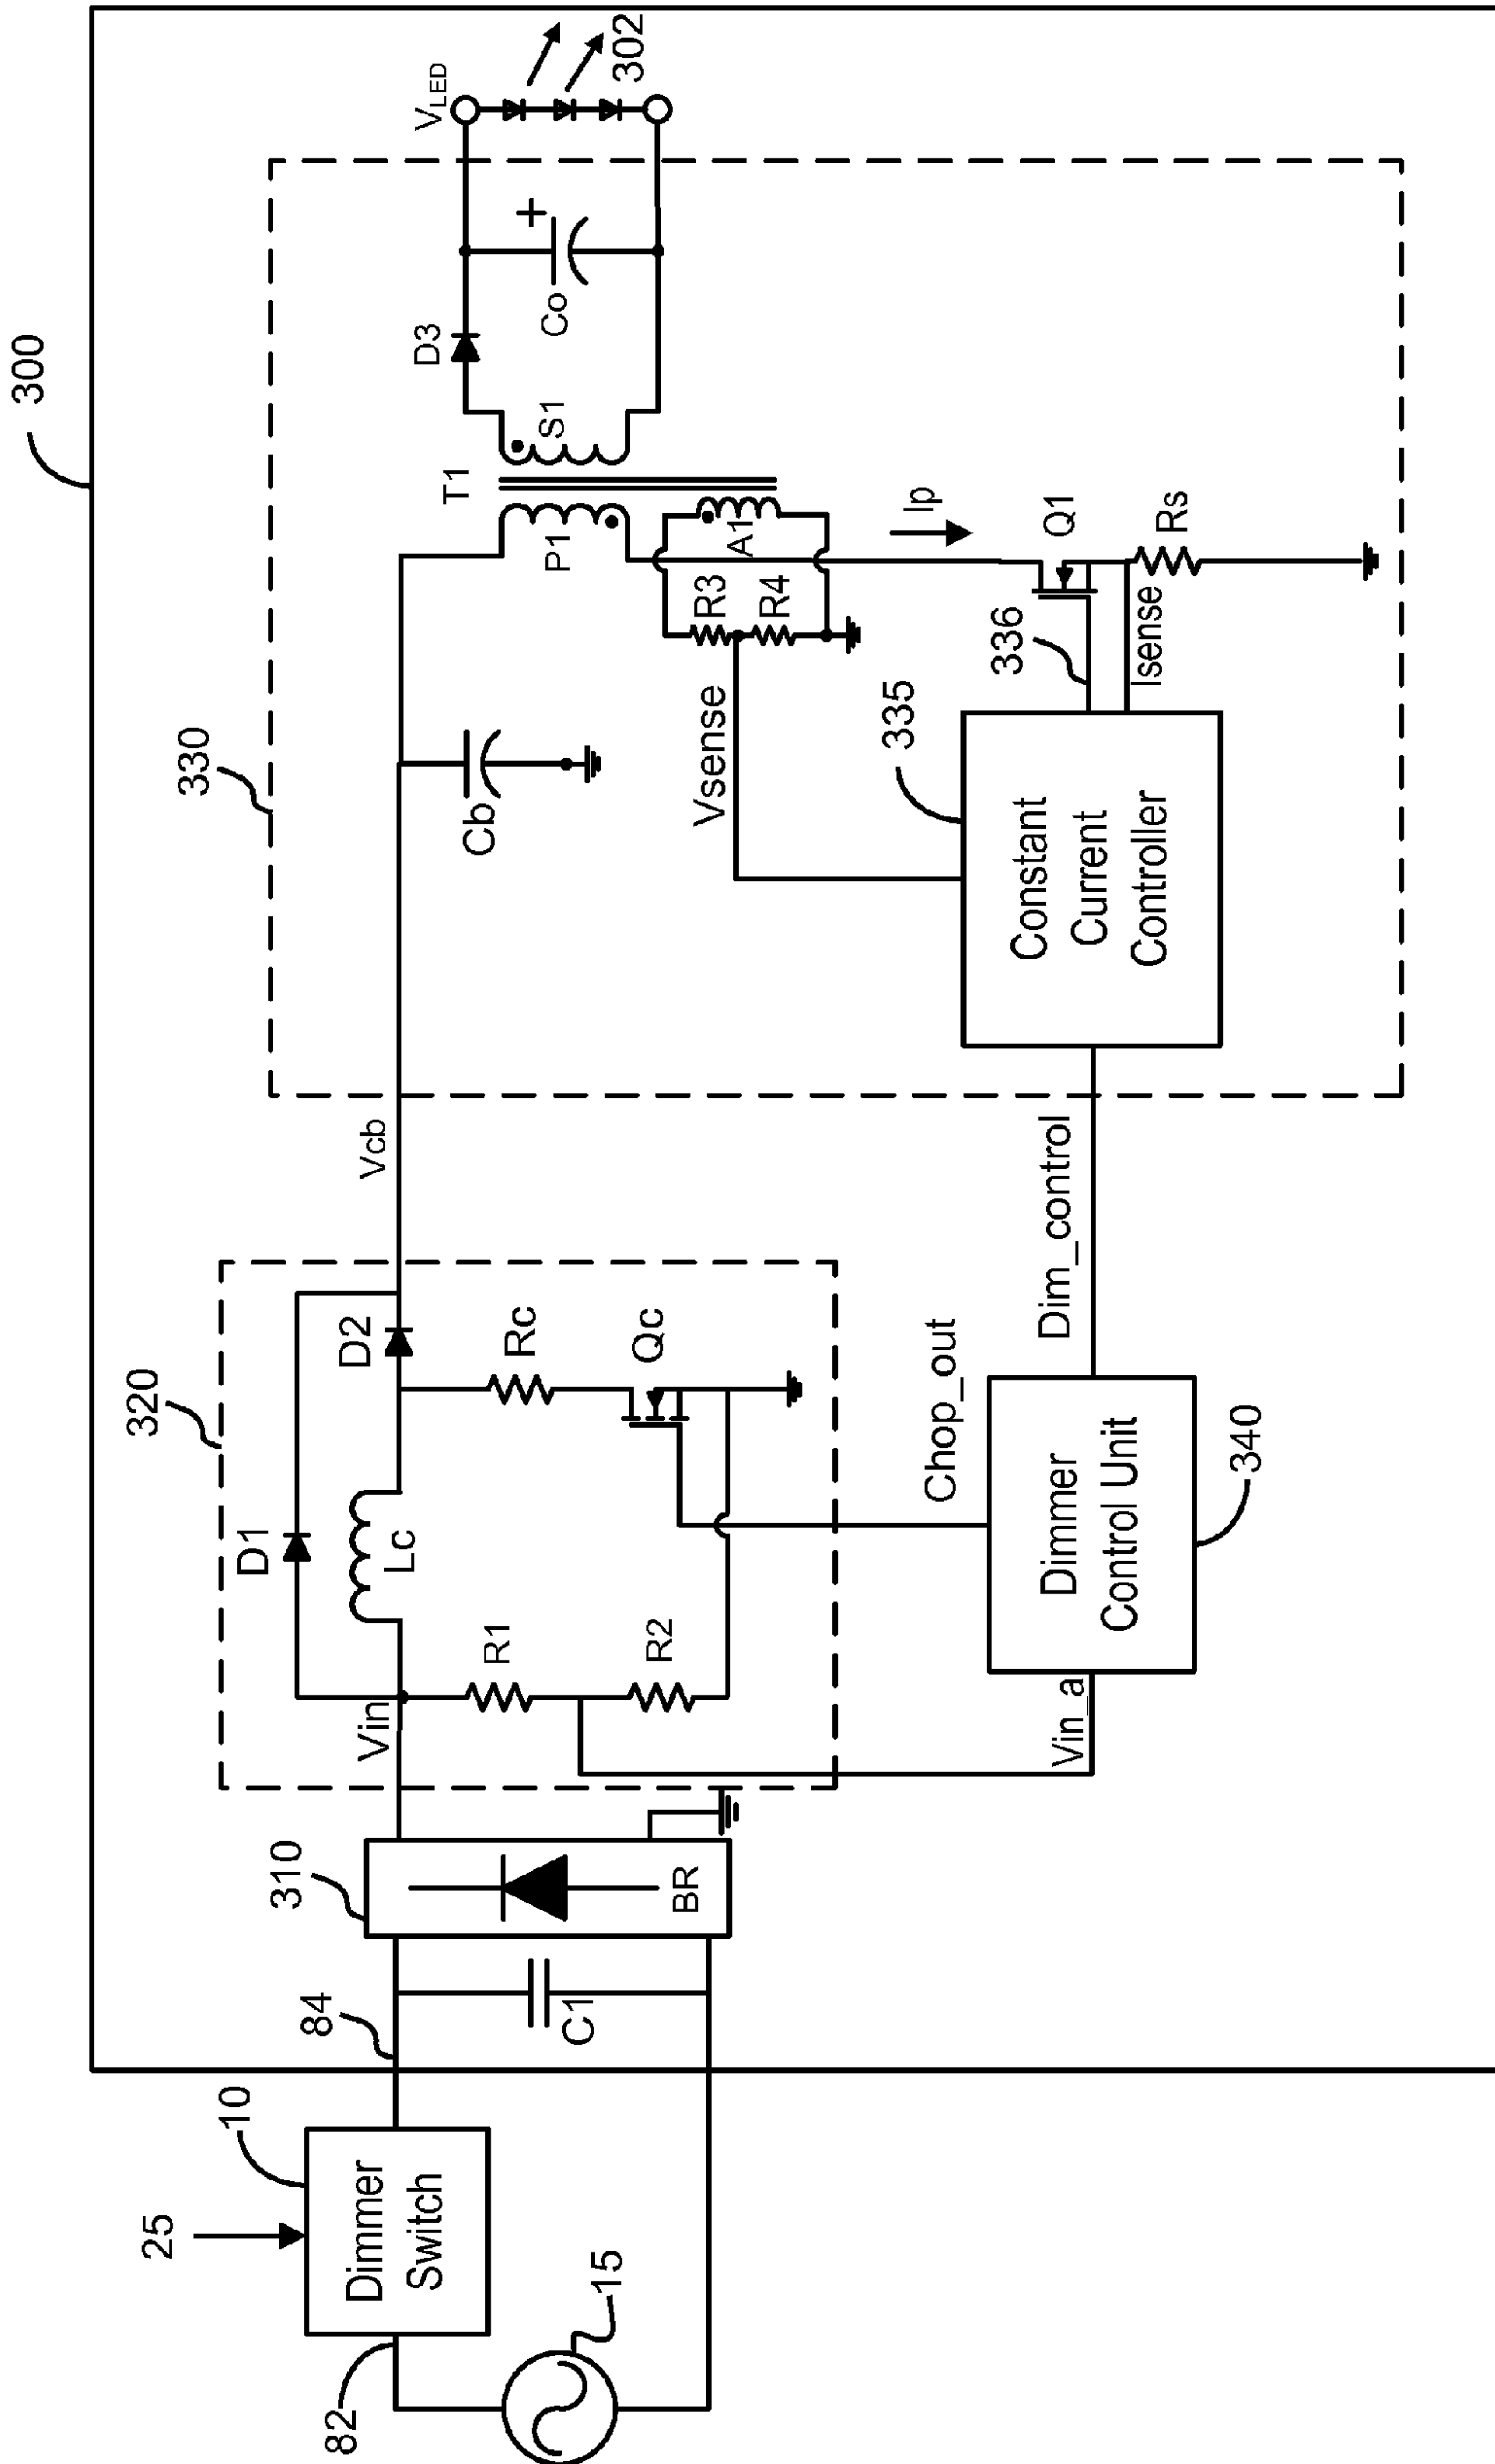 300
25
10
Dimmer
Switch
82
15
84
C1
310
BR
320
D1
Lc
D2
Vin
R1
R2
Rc
Qc
Chop_out
Vin_a
Dimmer
Control Unit
340
Dim_control
Vcb
330
Cb
T1
P1
S1
A1
D3
Co
+
VLED
302
R3
R4
Vsense
Ip
Q1
Rs
336
Isense
335
Constant
Current
Controller